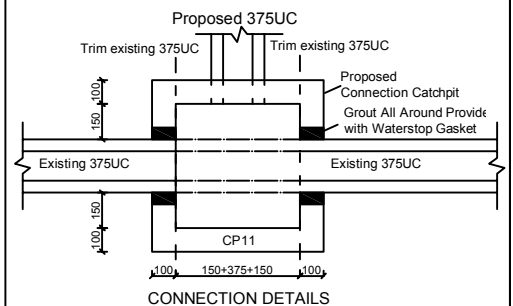 Proposed 375UC
Trim existing 375UC
Trim existing 375UC
Proposed
Connection Catchpit
Grout All Around Provide
with Waterstop Gasket
100
150
Existing 375UC
Existing 375UC
150
100
CP11
100
150+375+150
100
CONNECTION DETAILS